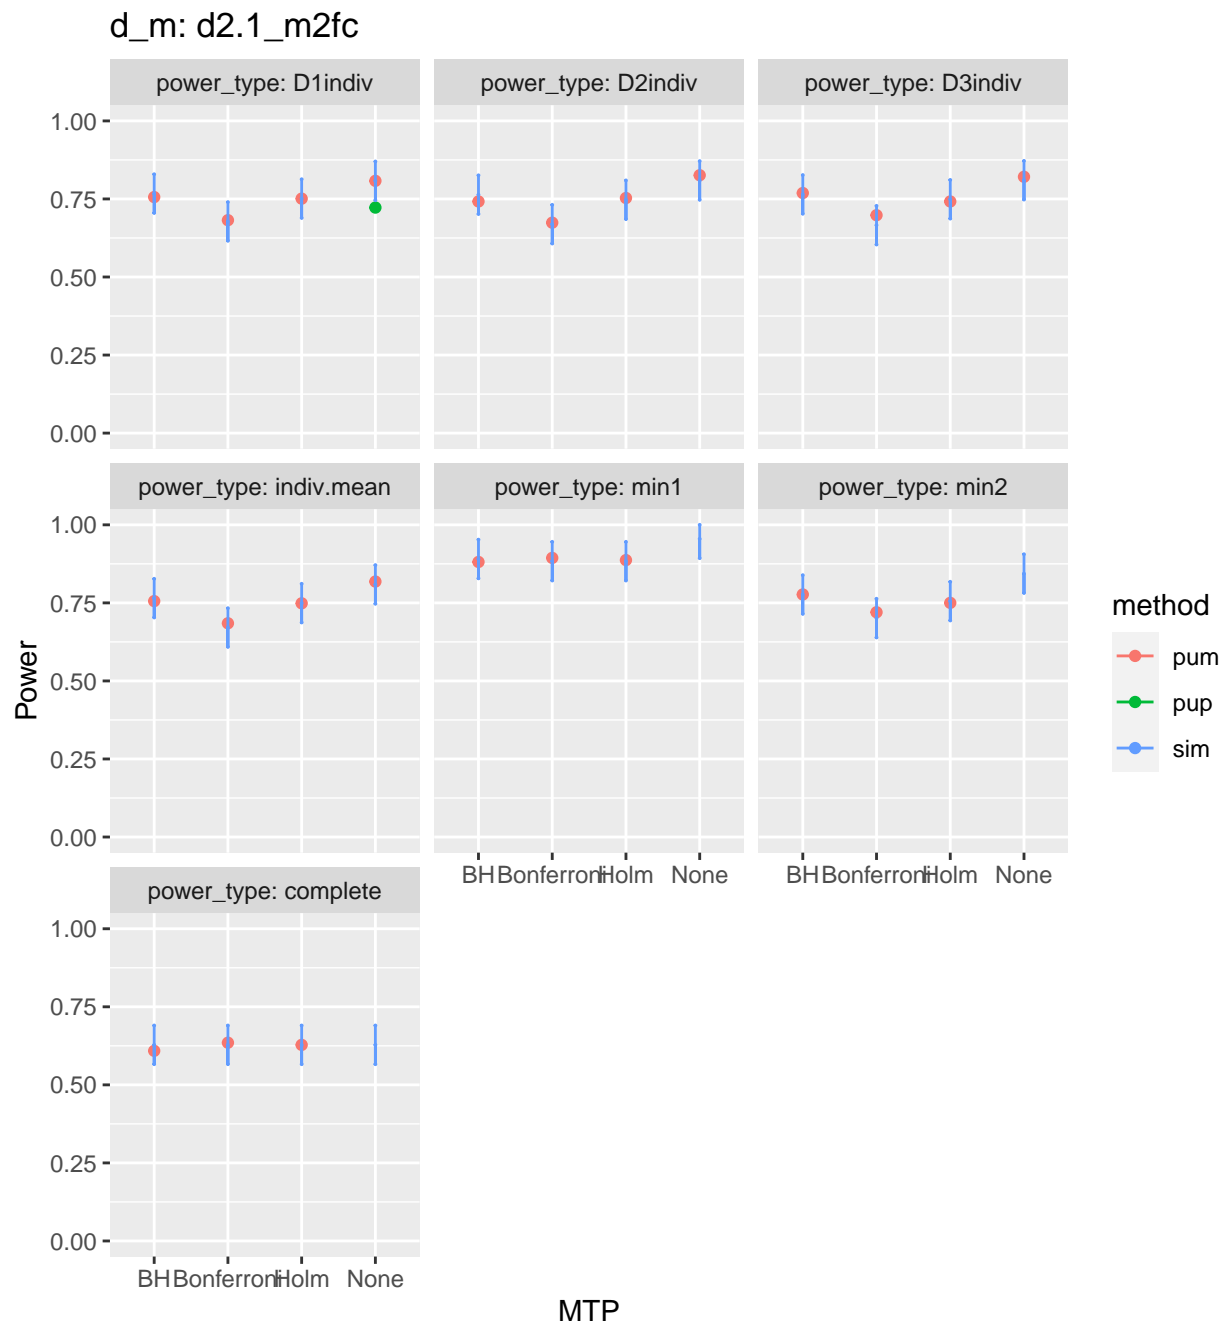 d_m: d2.1_m2fc
power_type: D1indiv
power_type: D2indiv
power_type: D3indiv
1.00
0.75
0.50
0.25
0.00
power_type: indiv.mean
power_type: min1
power_type: min2
1.00
0.75
0.50
0.25
0.00
BH Bonferroni Holm None
BH Bonferroni Holm None
power_type: complete
1.00
0.75
0.50
0.25
0.00
BH Bonferroni Holm None
MTP
Power
method
pum
pup
sim